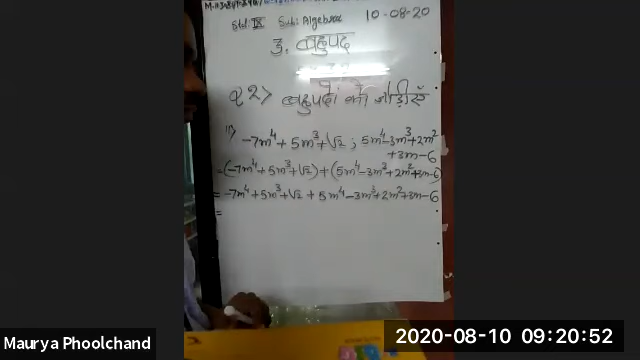 Std: IX Sub: Algebra 10-08-20
3. बहुपद
Q 2> बहुपदों को जोड़ीएँ
ii) -7m⁴ + 5m³ + √2 ; 5m⁴ - 3m³ + 2m²
+ 3m - 6
= (-7m⁴ + 5m³ + √2) + (5m⁴ - 3m³ + 2m² + 3m - 6)
= -7m⁴ + 5m³ + √2 + 5m⁴ - 3m³ + 2m² + 3m - 6
=
Maurya Phoolchand
2020-08-10 09:20:52